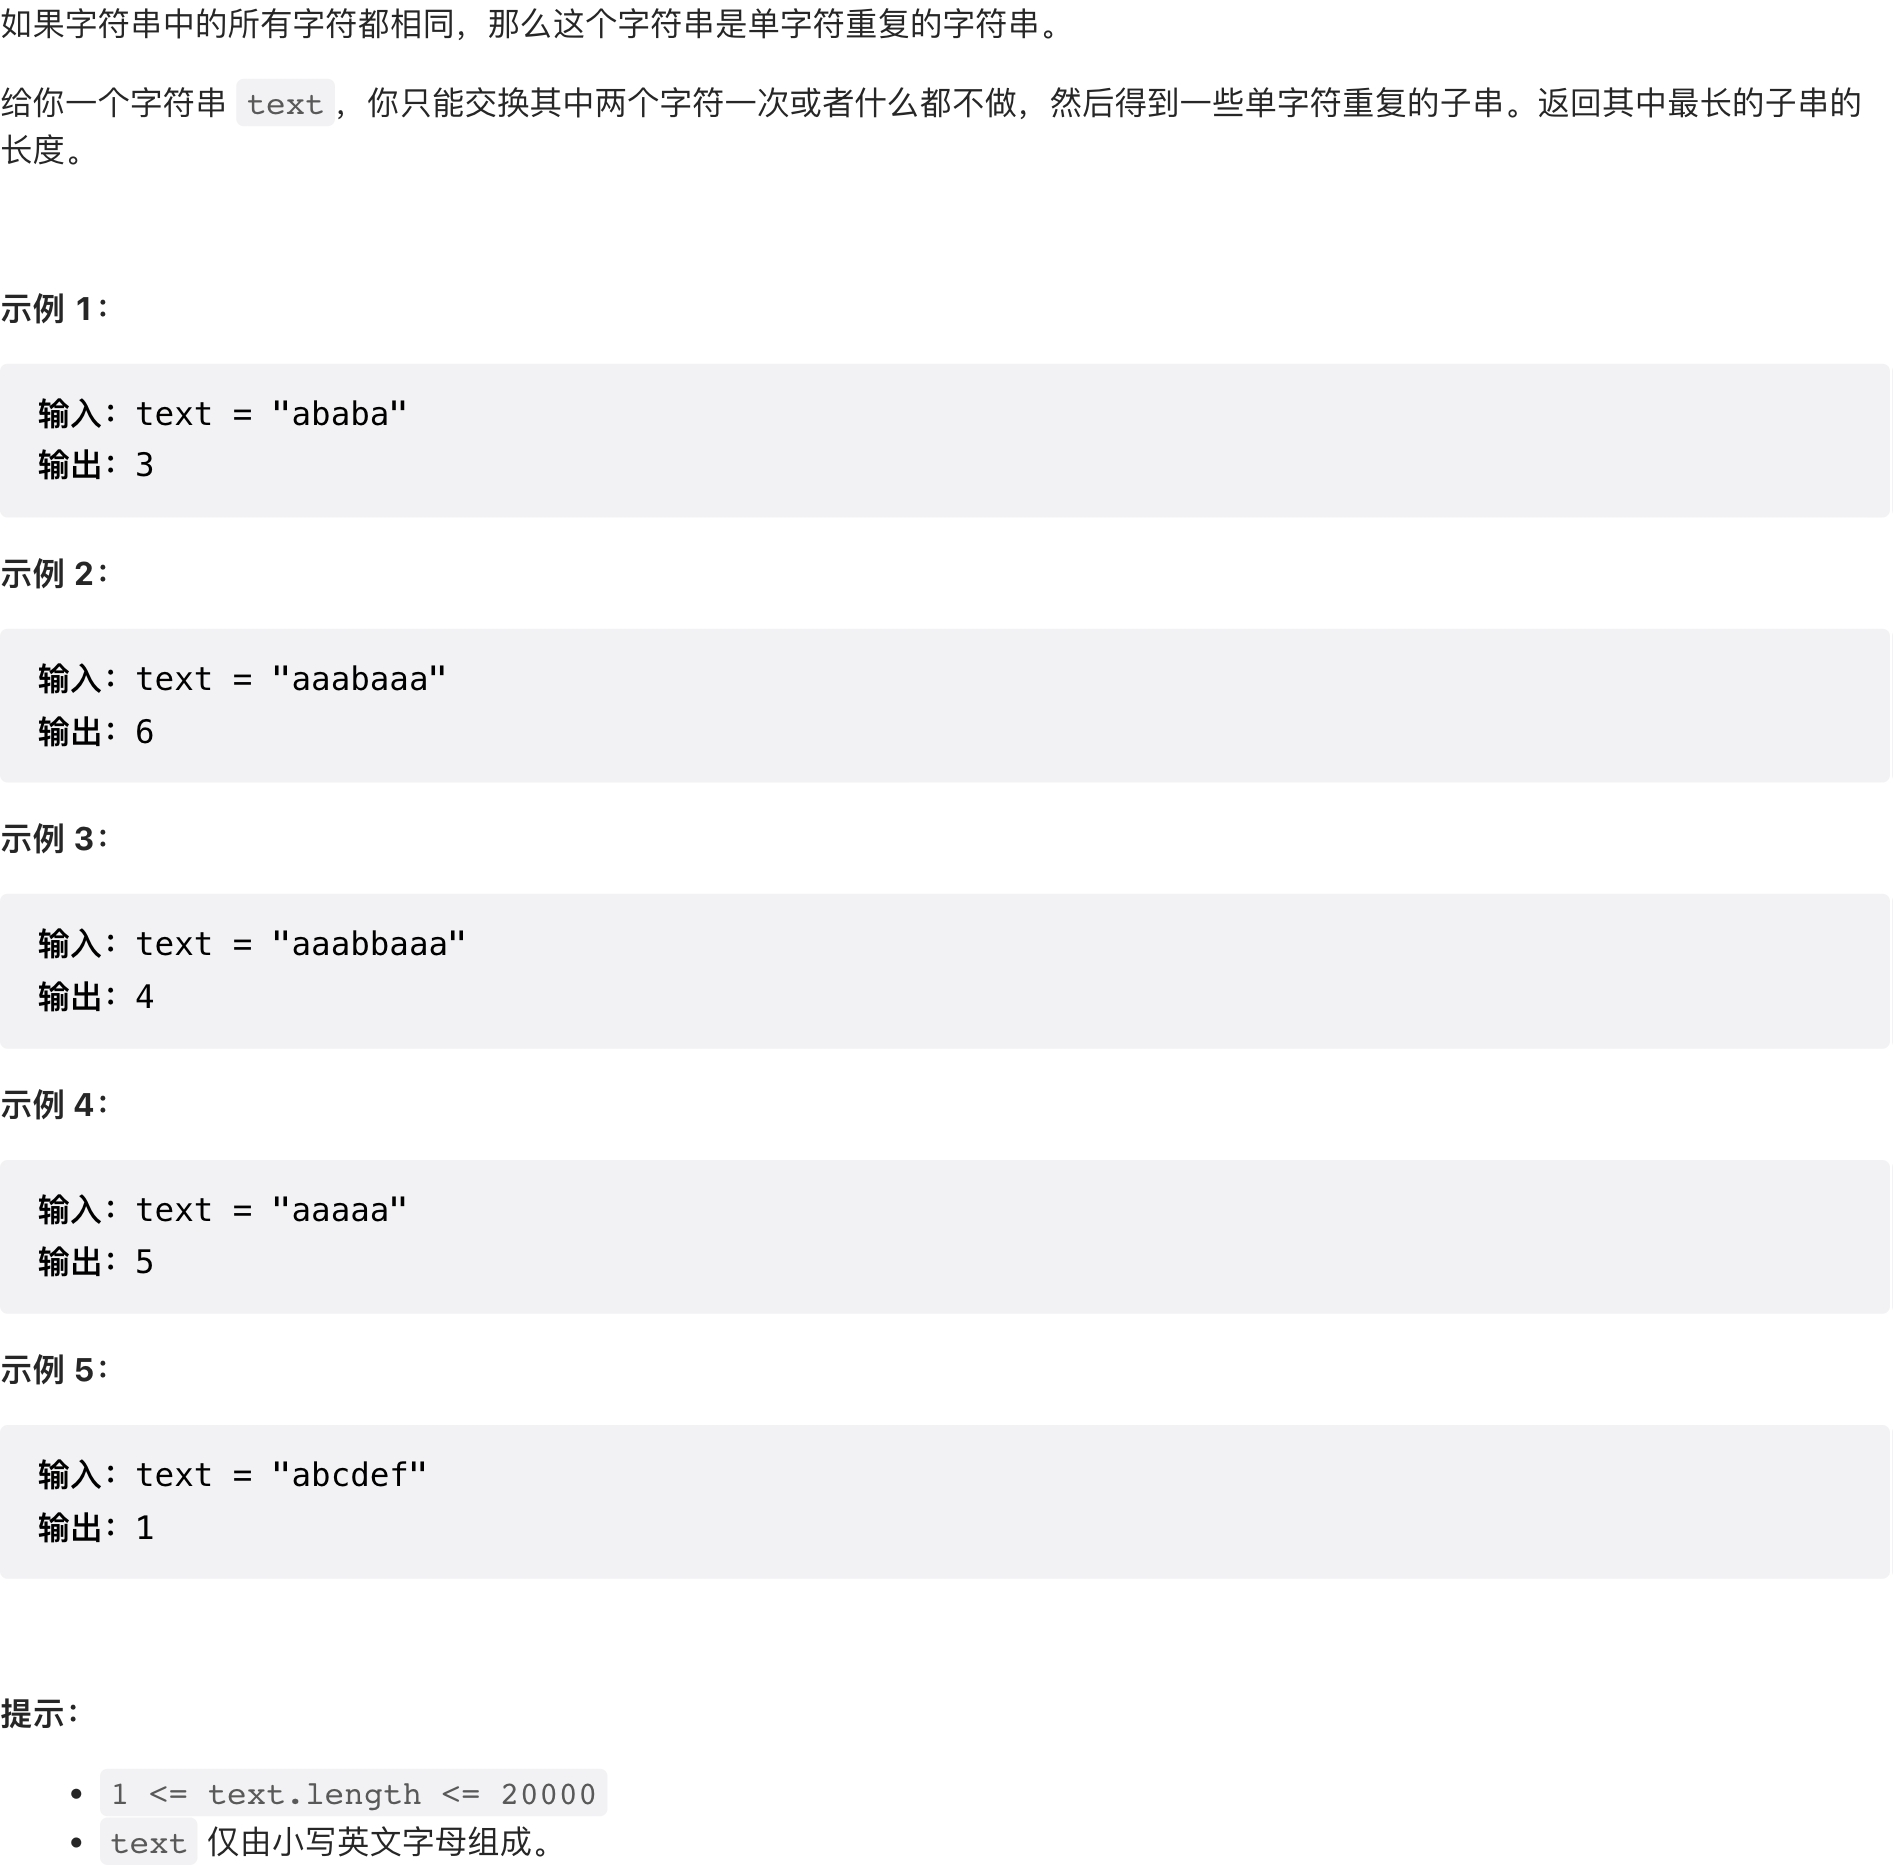 如果字符串中的所有字符都相同，那么这个字符串是单字符重复的字符串。
给你一个字符串 text，你只能交换其中两个字符一次或者什么都不做，然后得到一些单字符重复的子串。返回其中最长的子串的
长度。
示例 1：
输入：text = "ababa"
输出：3
示例 2：
输入：text = "aaabaaa"
输出：6
示例 3：
输入：text = "aaabbaaa"
输出：4
示例 4：
输入：text = "aaaaa"
输出：5
示例 5：
输入：text = "abcdef"
输出：1
提示：
• 1 <= text.length <= 20000
• text 仅由小写英文字母组成。